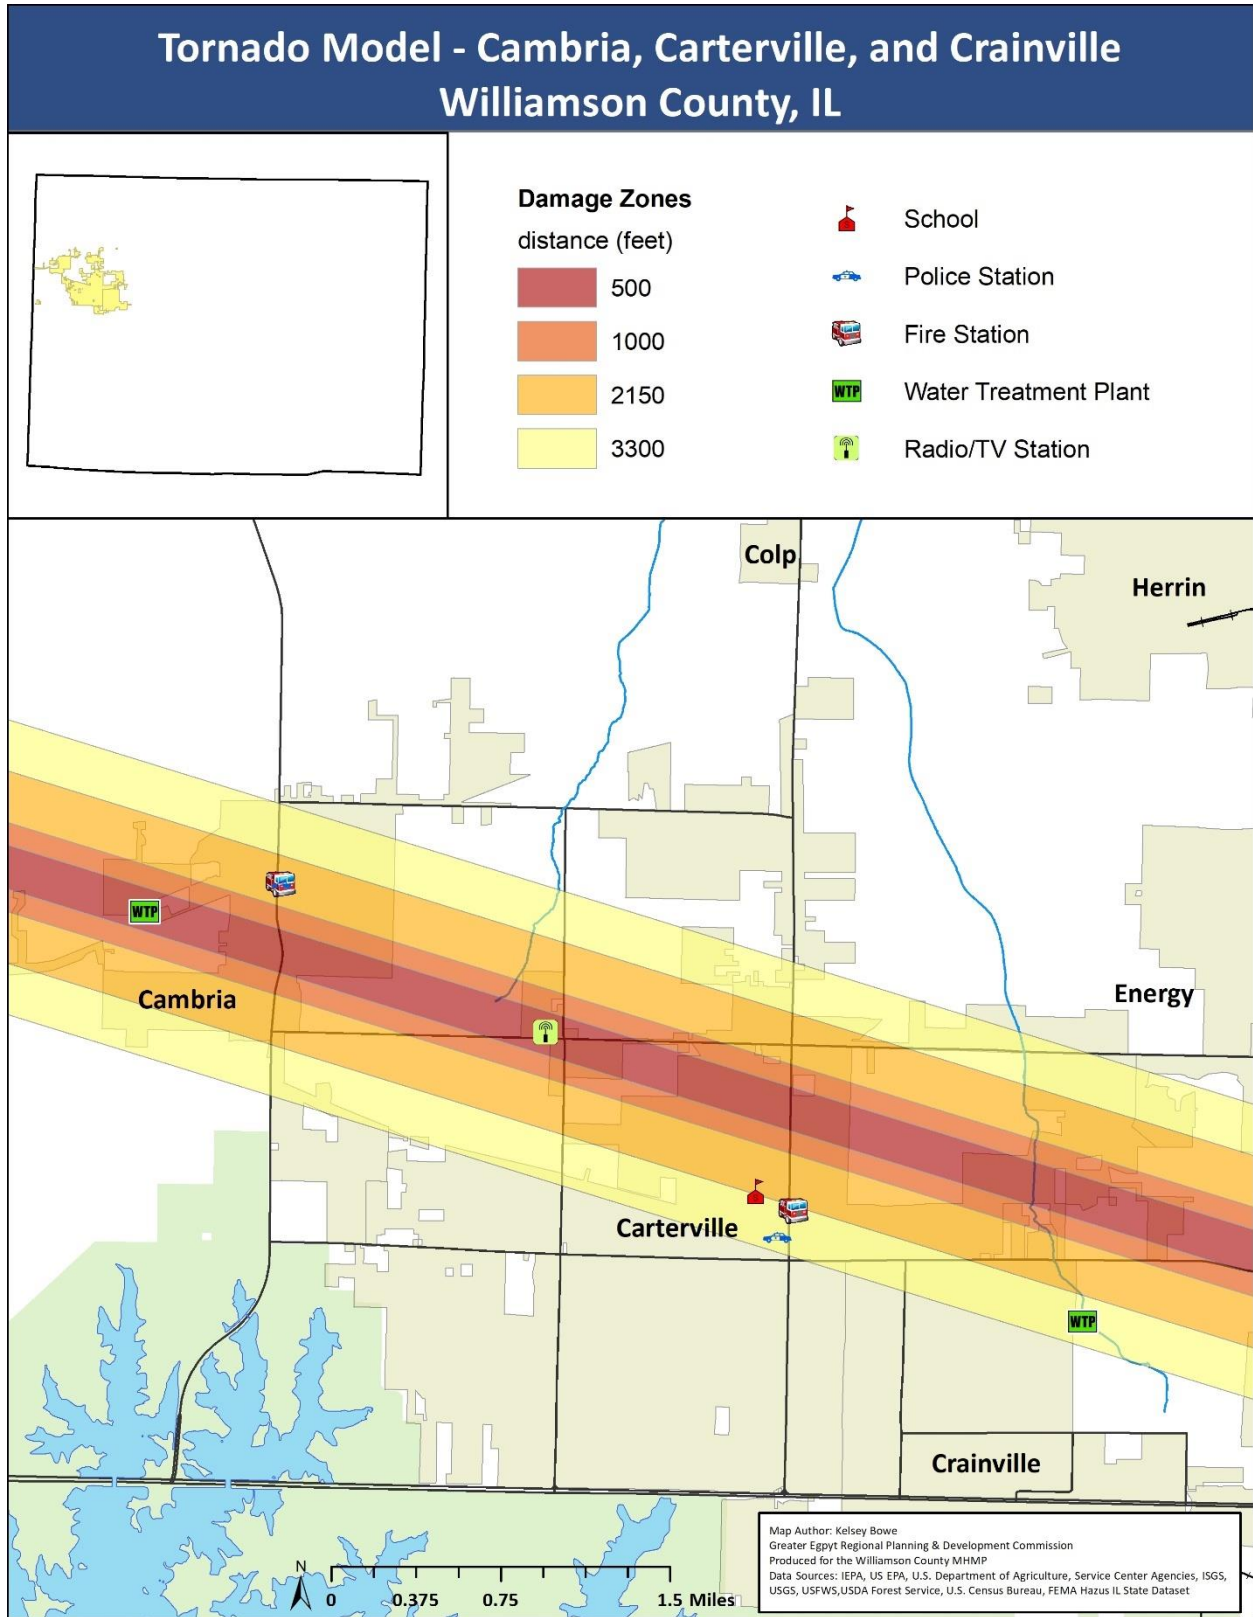 Tornado Model - Cambria, Carterville, and Crainville
Williamson County, IL
Damage Zones
distance (feet)
500
1000
2150
3300
School
Police Station
Fire Station
WTP
Water Treatment Plant
Radio/TV Station
Colp
Herrin
WTP
Cambria
Energy
Carterville
WTP
Crainville
N
0
0.375
0.75
1.5 Miles
Map Author: Kelsey Bowe
Greater Egpyt Regional Planning & Development Commission
Produced for the Williamson County MHMP
Data Sources: IEPA, US EPA, U.S. Department of Agriculture, Service Center Agencies, ISGS,
USGS, USFWS,USDA Forest Service, U.S. Census Bureau, FEMA Hazus IL State Dataset